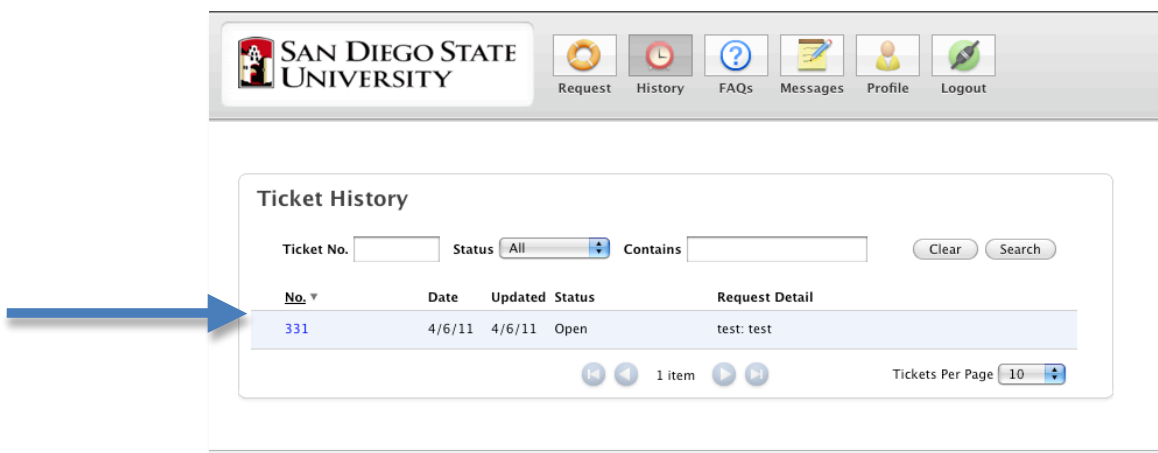 SAN DIEGO STATE
UNIVERSITY
Request History FAQs Messages Profile Logout
Ticket History
Ticket No. Status All Contains Clear Search
No. Date Updated Status Request Detail
331 4/6/11 4/6/11 Open test: test
1 item Tickets Per Page 10